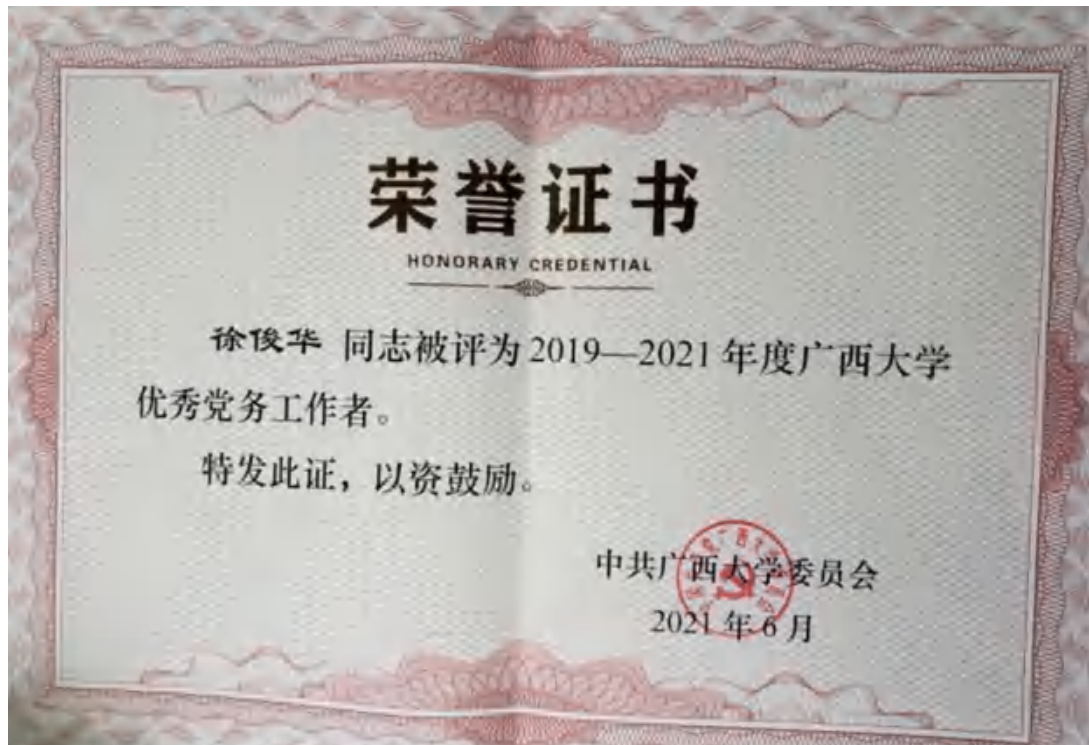 荣誉证书
HONORARY CREDENTIAL
徐俊华 同志被评为2019—2021年度广西大学
优秀党务工作者。
特发此证，以资鼓励。
中共广西大学委员会
2021年6月